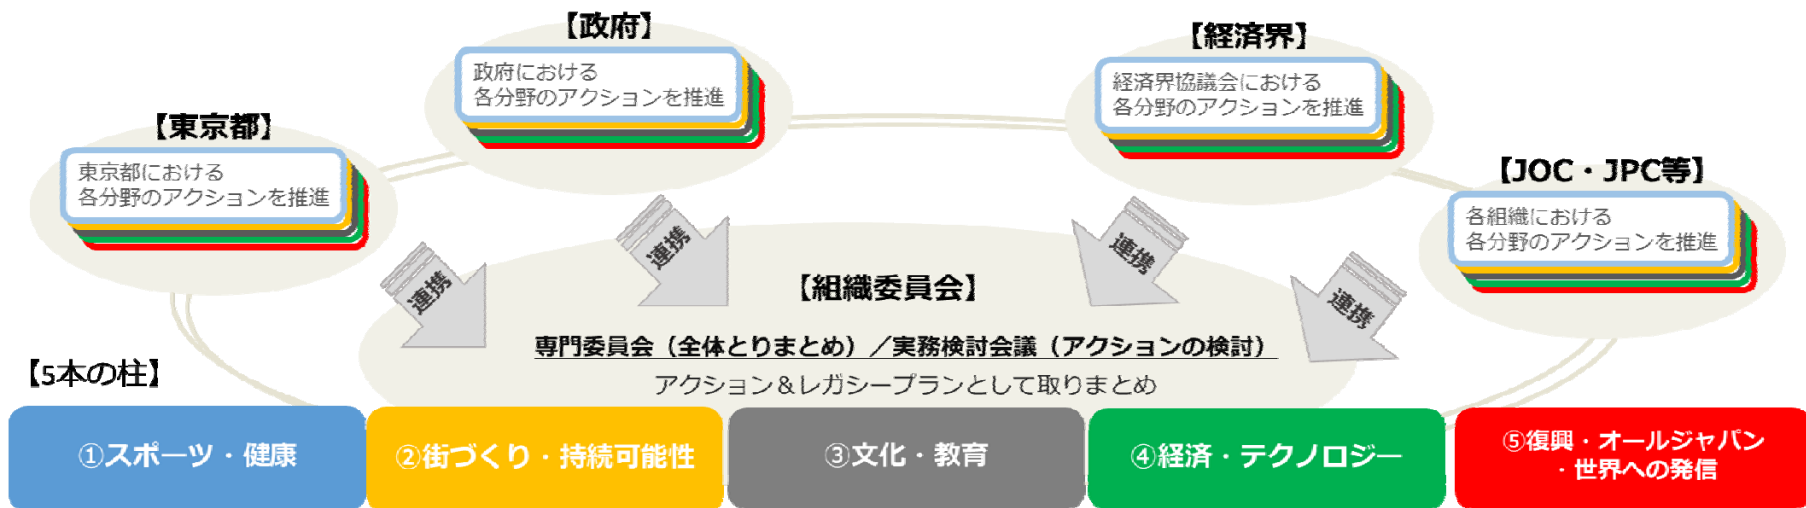 【政府】
政府における
各分野のアクションを推進
【経済界】
経済界協議会における
各分野のアクションを推進
【東京都】
東京都における
各分野のアクションを推進
【JOC・JPC等】
各組織における
各分野のアクションを推進
連携
連携
連携
連携
【組織委員会】
専門委員会（全体とりまとめ）／実務検討会議（アクションの検討）
アクション＆レガシープランとして取りまとめ
【5本の柱】
①スポーツ・健康
②街づくり・持続可能性
③文化・教育
④経済・テクノロジー
⑤復興・オールジャパン
・世界への発信